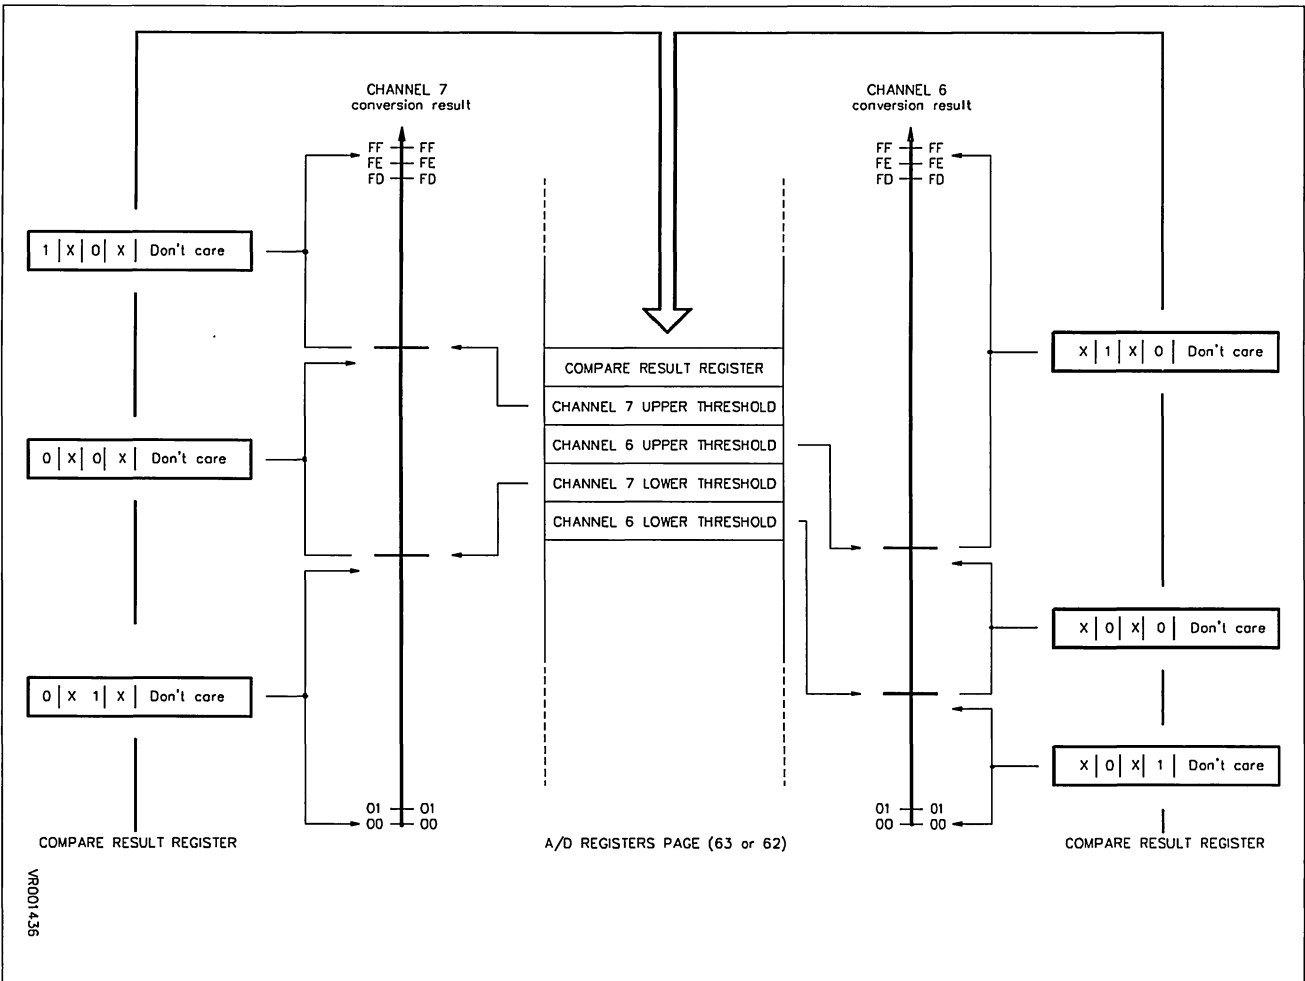 CHANNEL 7
conversion result
FF FF
FE FE
FD FD
1 | X | 0 | X | Don't care
0 | X | 0 | X | Don't care
0 | X 1 | X | Don't care
01 01
00 00
COMPARE RESULT REGISTER
COMPARE RESULT REGISTER
CHANNEL 7 UPPER THRESHOLD
CHANNEL 6 UPPER THRESHOLD
CHANNEL 7 LOWER THRESHOLD
CHANNEL 6 LOWER THRESHOLD
A/D REGISTERS PAGE (63 or 62)
CHANNEL 6
conversion result
FF FF
FE FE
FD FD
X | 1 | X | 0 | Don't care
X | 0 | X | 0 | Don't care
X | 0 | X | 1 | Don't care
01 01
00 00
COMPARE RESULT REGISTER
VR001436